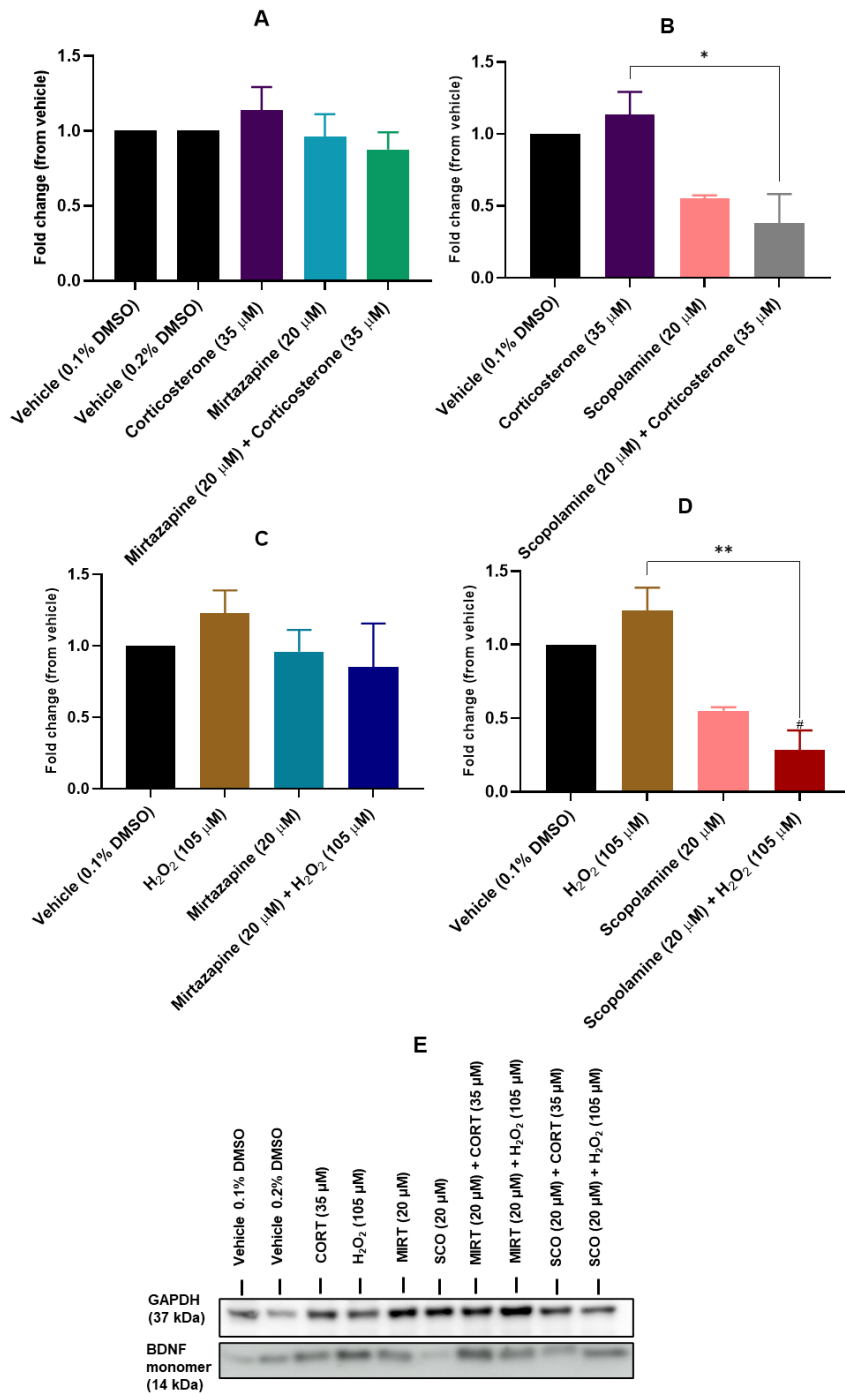 A
Fold change (from vehicle)
1.5
1.0
0.5
0.0
Vehicle (0.1% DMSO)
Vehicle (0.2% DMSO)
Corticosterone (35 μM)
Mirtazapine (20 μM)
Mirtazapine (20 μM) + Corticosterone (35 μM)
B
Fold change (from vehicle)
1.5
1.0
0.5
0.0
*
Vehicle (0.1% DMSO)
Corticosterone (35 μM)
Scopolamine (20 μM)
Scopolamine (20 μM) + Corticosterone (35 μM)
C
Fold change (from vehicle)
1.5
1.0
0.5
0.0
Vehicle (0.1% DMSO)
H₂O₂ (105 μM)
Mirtazapine (20 μM)
Mirtazapine (20 μM) + H₂O₂ (105 μM)
D
Fold change (from vehicle)
1.5
1.0
0.5
0.0
**
#
Vehicle (0.1% DMSO)
H₂O₂ (105 μM)
Scopolamine (20 μM)
Scopolamine (20 μM) + H₂O₂ (105 μM)
E
Vehicle 0.1% DMSO
Vehicle 0.2% DMSO
CORT (35 µM)
H₂O₂ (105 µM)
MIRT (20 µM)
SCO (20 µM)
MIRT (20 µM) + CORT (35 µM)
MIRT (20 µM) + H₂O₂ (105 µM)
SCO (20 µM) + CORT (35 µM)
SCO (20 µM) + H₂O₂ (105 µM)
GAPDH
(37 kDa)
BDNF
monomer
(14 kDa)